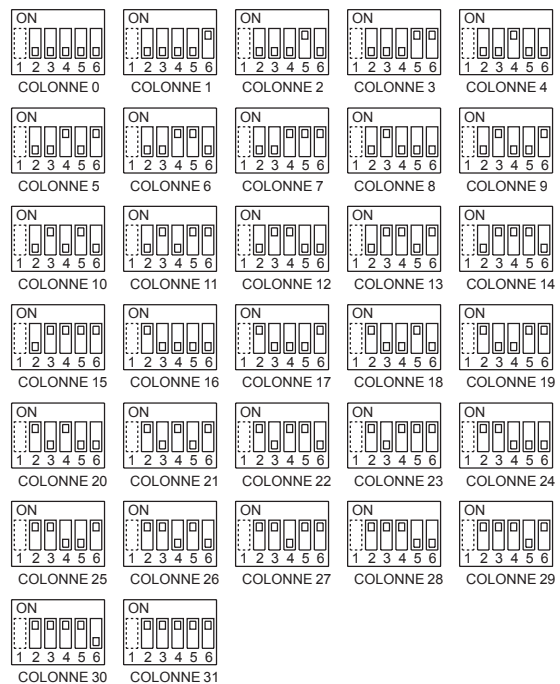 ON ON ON ON ON
1 2 3 4 5 6 1 2 3 4 5 6 1 2 3 4 5 6 1 2 3 4 5 6 1 2 3 4 5 6
COLONNE 0 COLONNE 1 COLONNE 2 COLONNE 3 COLONNE 4
ON ON ON ON ON
1 2 3 4 5 6 1 2 3 4 5 6 1 2 3 4 5 6 1 2 3 4 5 6 1 2 3 4 5 6
COLONNE 5 COLONNE 6 COLONNE 7 COLONNE 8 COLONNE 9
ON ON ON ON ON
1 2 3 4 5 6 1 2 3 4 5 6 1 2 3 4 5 6 1 2 3 4 5 6 1 2 3 4 5 6
COLONNE 10 COLONNE 11 COLONNE 12 COLONNE 13 COLONNE 14
ON ON ON ON ON
1 2 3 4 5 6 1 2 3 4 5 6 1 2 3 4 5 6 1 2 3 4 5 6 1 2 3 4 5 6
COLONNE 15 COLONNE 16 COLONNE 17 COLONNE 18 COLONNE 19
ON ON ON ON ON
1 2 3 4 5 6 1 2 3 4 5 6 1 2 3 4 5 6 1 2 3 4 5 6 1 2 3 4 5 6
COLONNE 20 COLONNE 21 COLONNE 22 COLONNE 23 COLONNE 24
ON ON ON ON ON
1 2 3 4 5 6 1 2 3 4 5 6 1 2 3 4 5 6 1 2 3 4 5 6 1 2 3 4 5 6
COLONNE 25 COLONNE 26 COLONNE 27 COLONNE 28 COLONNE 29
ON ON
1 2 3 4 5 6 1 2 3 4 5 6
COLONNE 30 COLONNE 31